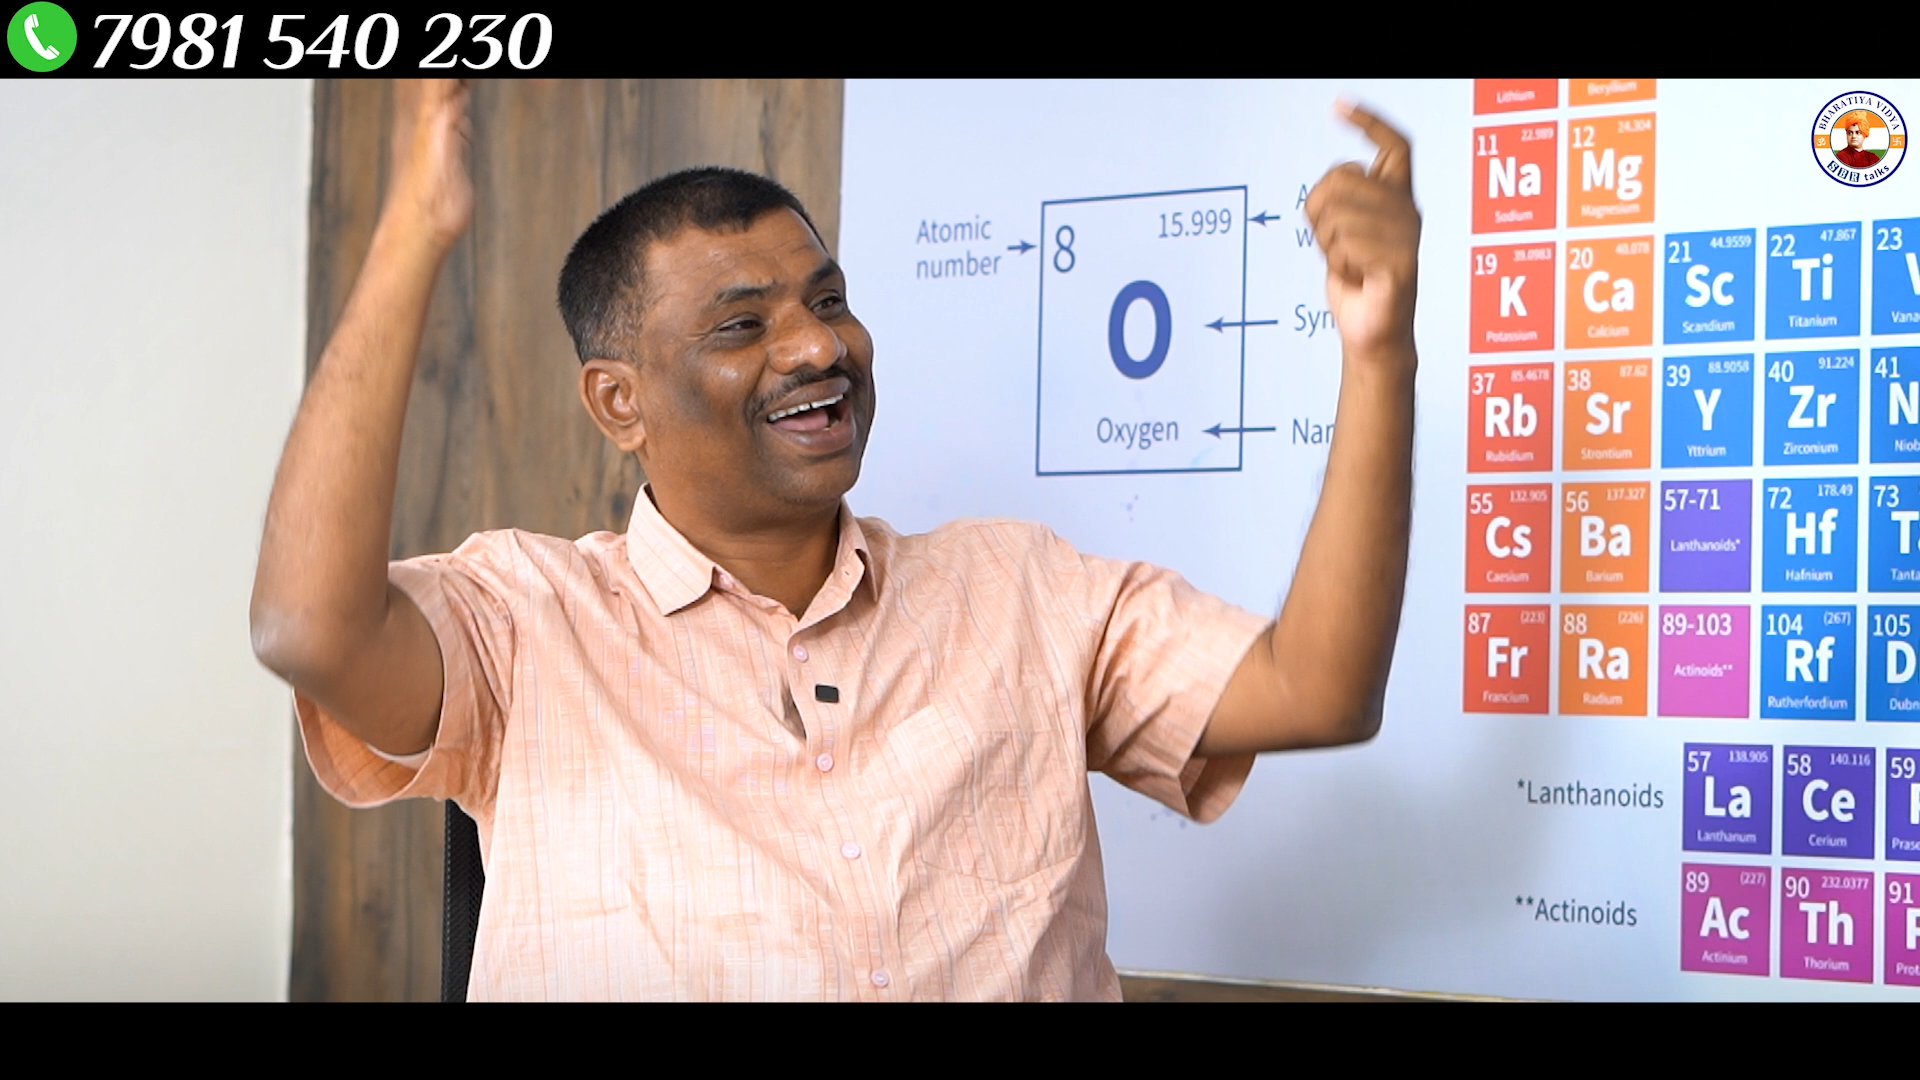 7981 540 230
BHARATIYA VIDYA
talks
Atomic
number
8
15.999
O
Oxygen
Lithium
Beryllium
11 22.989
Na
Sodium
12 24.304
Mg
Magnesium
19 39.0983
K
Potassium
20 40.078
Ca
Calcium
21 44.9559
Sc
Scandium
22 47.867
Ti
Titanium
23
37 85.4678
Rb
Rubidium
38 87.62
Sr
Strontium
39 88.9058
Y
Yttrium
40 91.224
Zr
Zirconium
41
55 132.905
Cs
Caesium
56 137.327
Ba
Barium
57-71
Lanthanoids*
72 178.49
Hf
Hafnium
73
87 (223)
Fr
Francium
88 (226)
Ra
Radium
89-103
Actinoids**
104 (267)
Rf
Rutherfordium
105
*Lanthanoids
57 138.905
La
Lanthanum
58 140.116
Ce
Cerium
59
**Actinoids
89 (227)
Ac
Actinium
90 232.0377
Th
Thorium
91